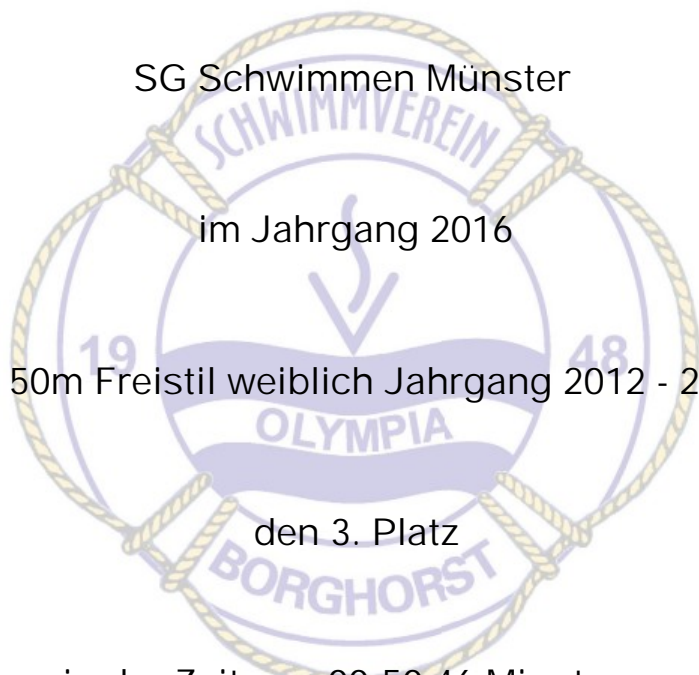 SG Schwimmen Münster
SCHWIMMVEREIN
im Jahrgang 2016
19 48
50m Freistil weiblich Jahrgang 2012 - 2
OLYMPIA
den 3. Platz
BORGHORST